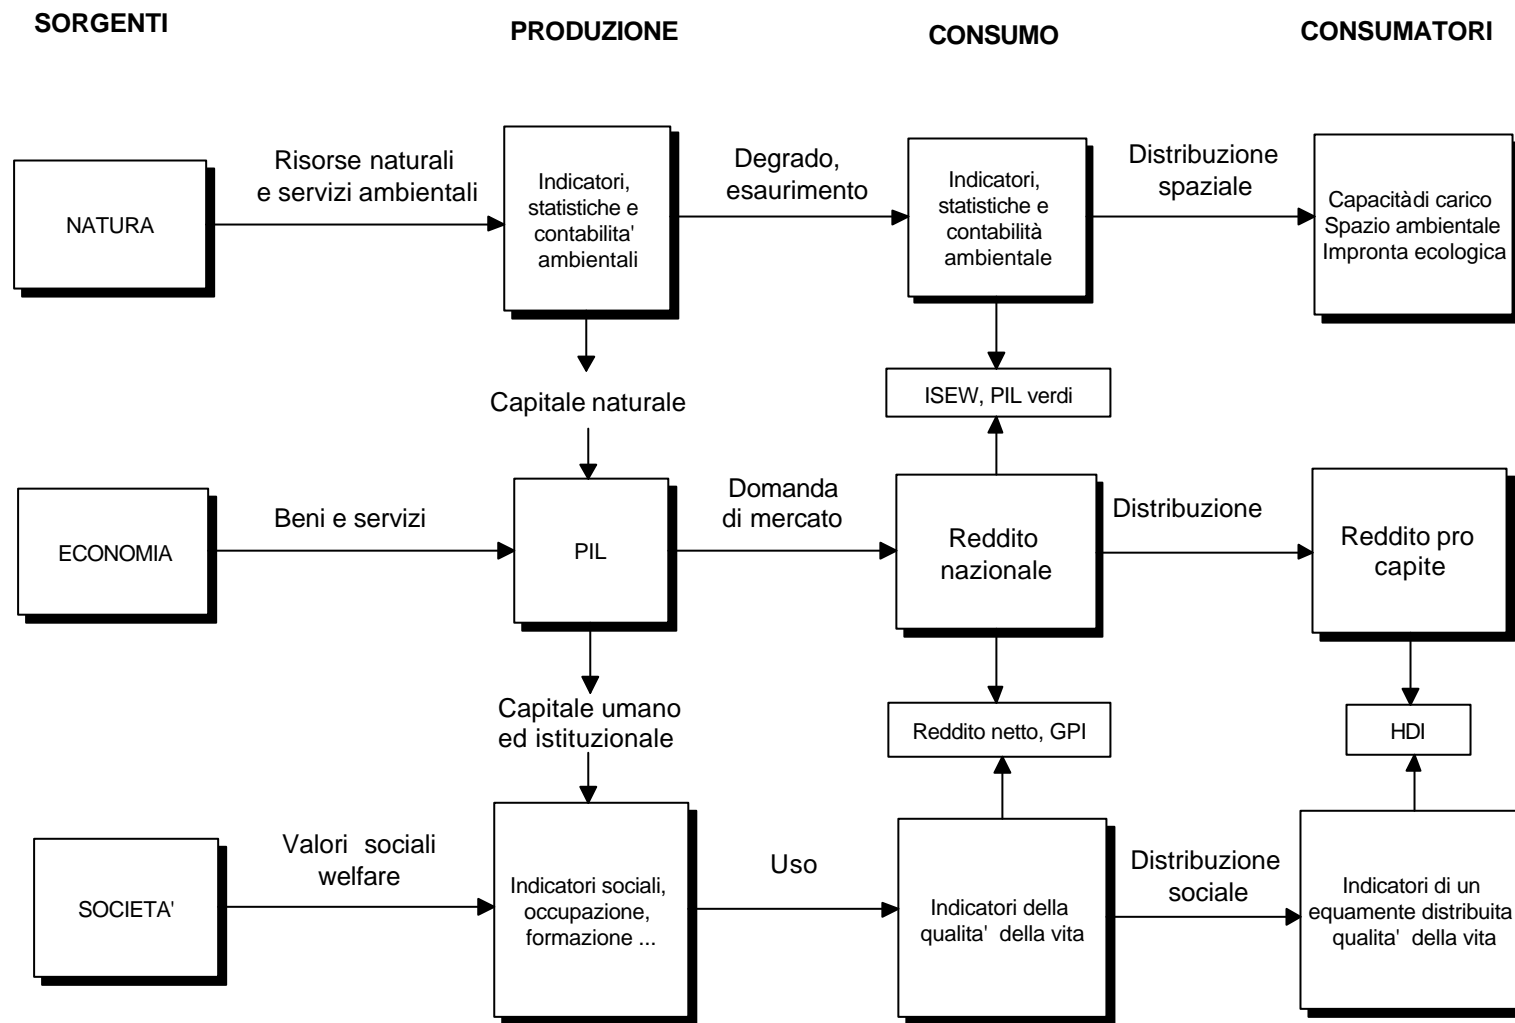 SORGENTI
PRODUZIONE
CONSUMO
CONSUMATORI
NATURA
Risorse naturali
e servizi ambientali
Indicatori,
statistiche e
contabilita' ambientali
Degrado,
esaurimento
Indicatori,
statistiche e
contabilità
ambientale
Distribuzione
spaziale
Capacità di carico
Spazio ambientale
Impronta ecologica
Capitale naturale
ISEW, PIL verdi
ECONOMIA
Beni e servizi
PIL
Domanda
di mercato
Reddito
nazionale
Distribuzione
Reddito pro
capite
Capitale umano
ed istituzionale
Reddito netto, GPI
HDI
SOCIETA'
Valori sociali
welfare
Indicatori sociali,
occupazione,
formazione ...
Uso
Indicatori della
qualita' della vita
Distribuzione
sociale
Indicatori di un
equamente distribuita
qualita' della vita